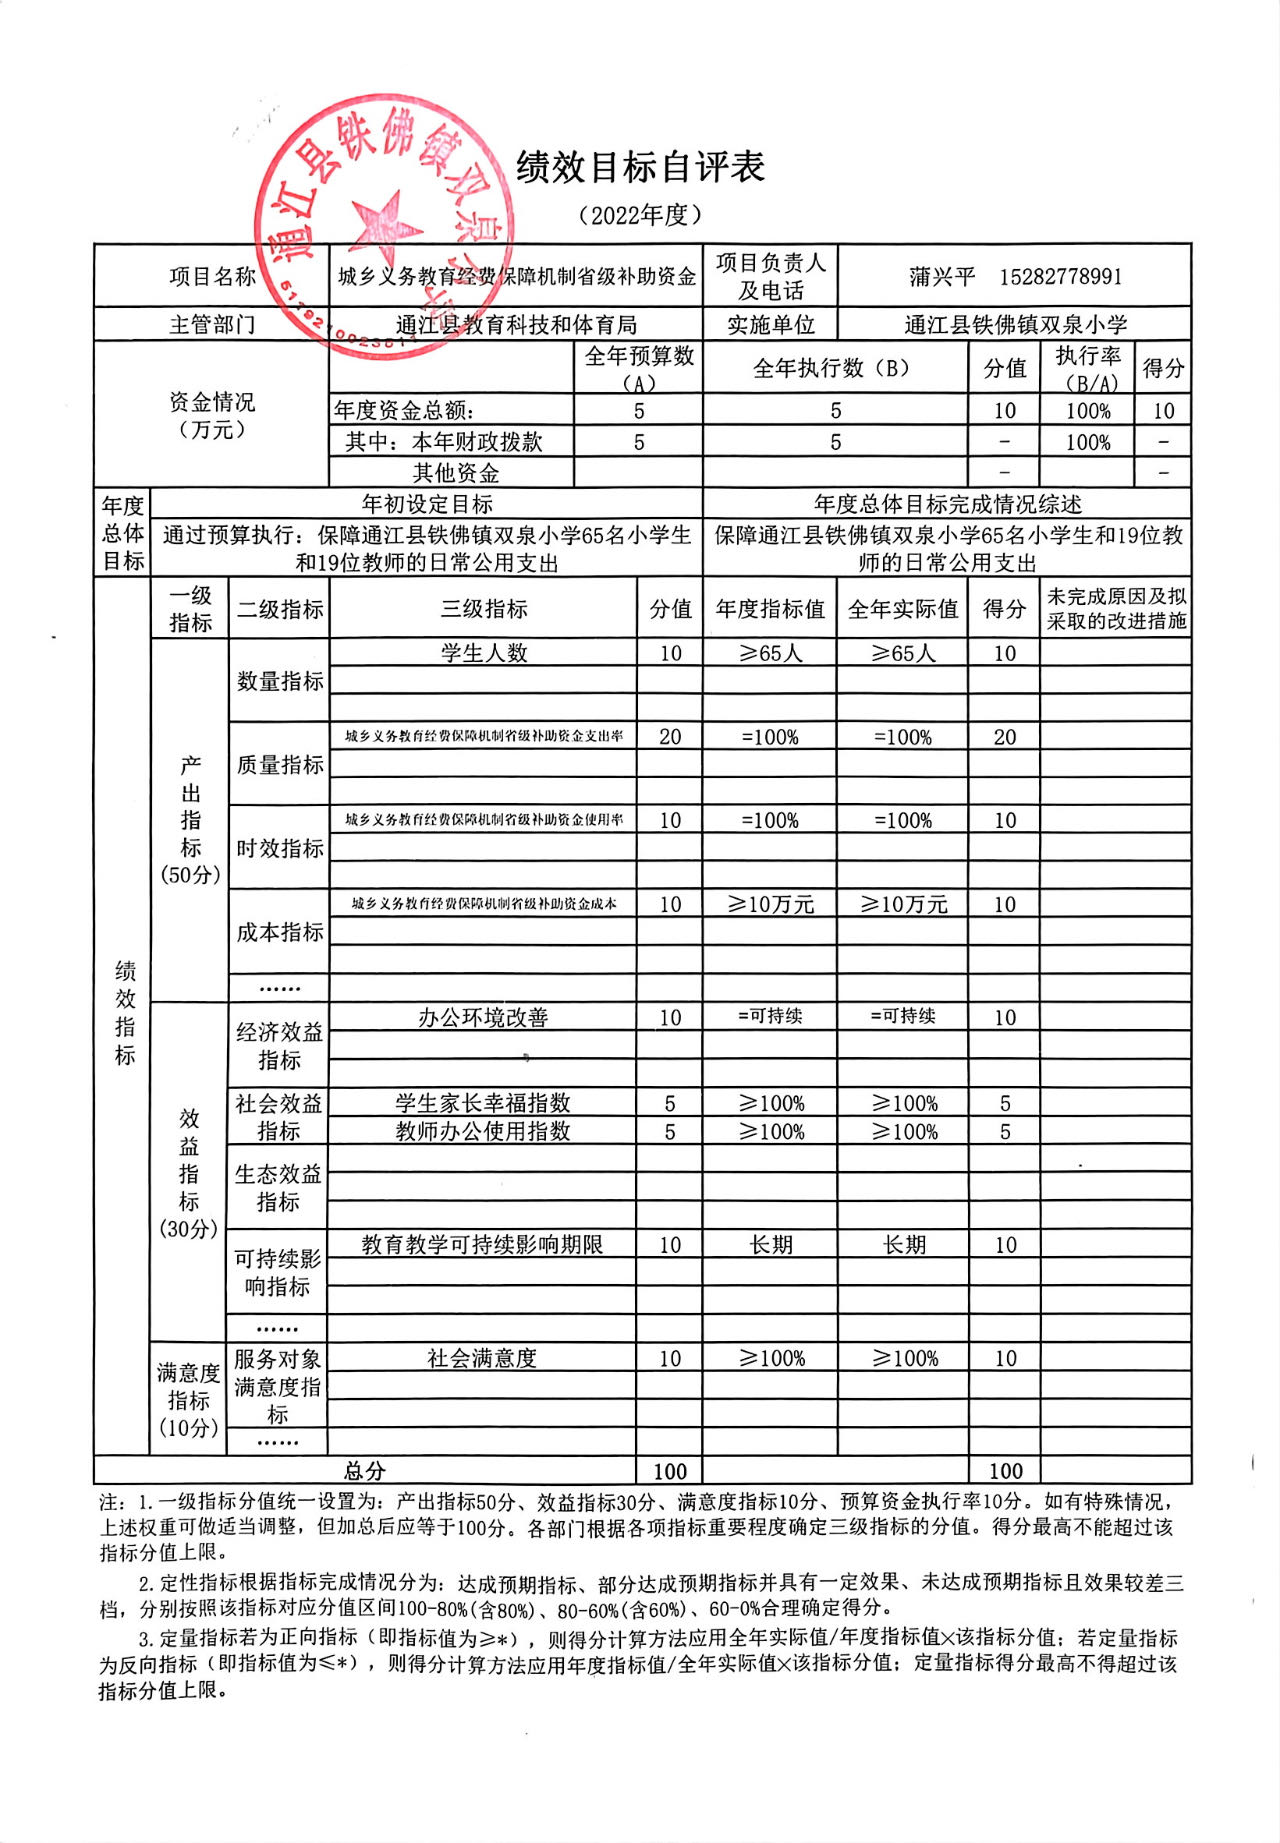 通江县铁佛镇双泉小学
绩效目标自评表
（2022年度）
项目名称 城乡义务教育经费保障机制省级补助资金 项目负责人及电话 蒲兴平 15282778991
主管部门 通江县教育科技和体育局 实施单位 通江县铁佛镇双泉小学
资金情况（万元） 全年预算数（A） 全年执行数（B） 分值 执行率（B/A） 得分
年度资金总额： 5 5 10 100% 10
其中：本年财政拨款 5 5 － 100% －
其他资金 － －
年度总体目标 年初设定目标 年度总体目标完成情况综述
通过预算执行：保障通江县铁佛镇双泉小学65名小学生和19位教师的日常公用支出 保障通江县铁佛镇双泉小学65名小学生和19位教师的日常公用支出
绩效指标 一级指标 二级指标 三级指标 分值 年度指标值 全年实际值 得分 未完成原因及拟采取的改进措施
产出指标(50分) 数量指标 学生人数 10 ≥65人 ≥65人 10
质量指标 城乡义务教育经费保障机制省级补助资金支出率 20 =100% =100% 20
时效指标 城乡义务教育经费保障机制省级补助资金使用率 10 =100% =100% 10
成本指标 城乡义务教育经费保障机制省级补助资金成本 10 ≥10万元 ≥10万元 10
……
效益指标(30分) 经济效益指标 办公环境改善 10 =可持续 =可持续 10
社会效益指标 学生家长幸福指数 5 ≥100% ≥100% 5
教师办公使用指数 5 ≥100% ≥100% 5
生态效益指标
可持续影响指标 教育教学可持续影响期限 10 长期 长期 10
……
满意度指标(10分) 服务对象满意度指标 社会满意度 10 ≥100% ≥100% 10
……
总分 100 100
注：1.一级指标分值统一设置为：产出指标50分、效益指标30分、满意度指标10分、预算资金执行率10分。如有特殊情况，
上述权重可做适当调整，但加总后应等于100分。各部门根据各项指标重要程度确定三级指标的分值。得分最高不能超过该
指标分值上限。
2.定性指标根据指标完成情况分为：达成预期指标、部分达成预期指标并具有一定效果、未达成预期指标且效果较差三
档，分别按照该指标对应分值区间100-80%(含80%)、80-60%(含60%)、60-0%合理确定得分。
3.定量指标若为正向指标（即指标值为≥*），则得分计算方法应用全年实际值/年度指标值×该指标分值；若定量指标
为反向指标（即指标值为≤*），则得分计算方法应用年度指标值/全年实际值×该指标分值；定量指标得分最高不得超过该
指标分值上限。